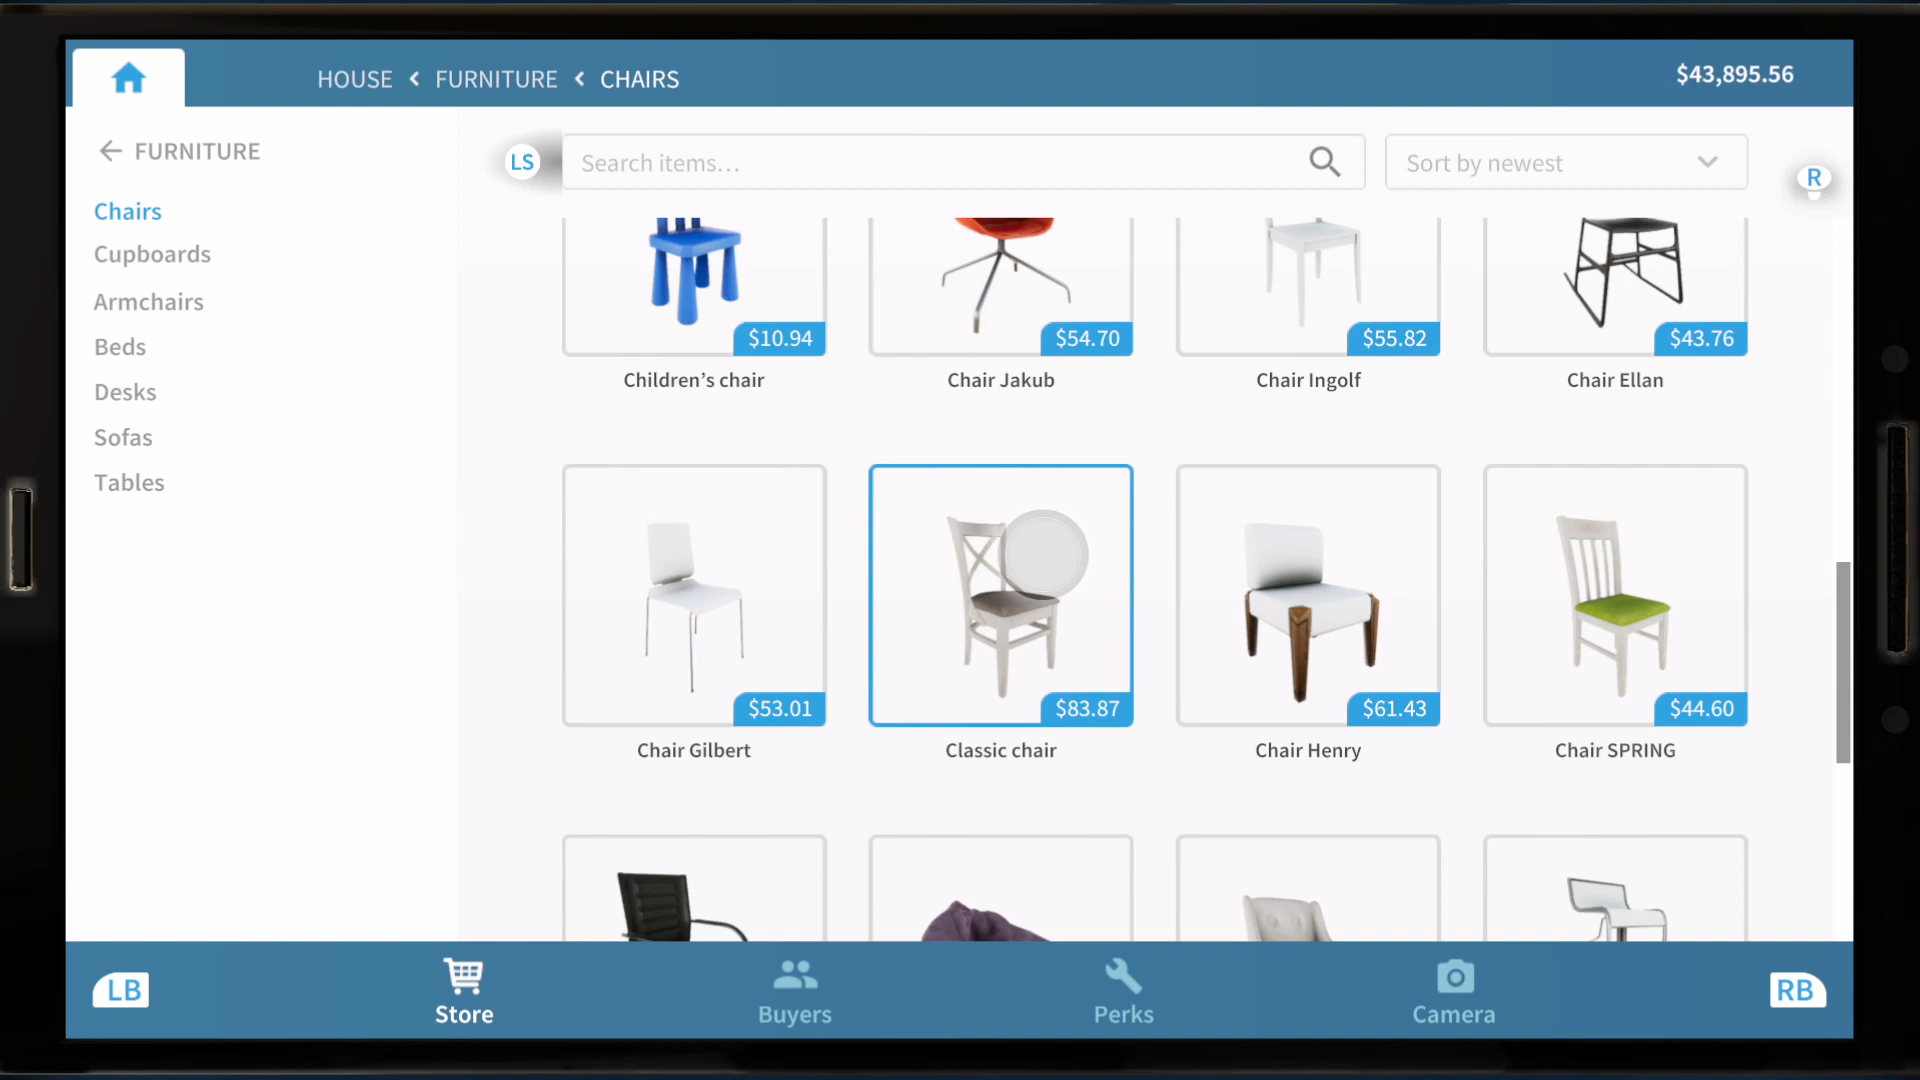 HOUSE < FURNITURE < CHAIRS
$43,895.56
FURNITURE
Chairs
Cupboards
Armchairs
Beds
Desks
Sofas
Tables
LS
Search items...
Sort by newest
R
$10.94
$54.70
$55.82
$43.76
Children's chair
Chair Jakub
Chair Ingolf
Chair Ellan
$53.01
$83.87
$61.43
$44.60
Chair Gilbert
Classic chair
Chair Henry
Chair SPRING
LB
Store
Buyers
Perks
Camera
RB